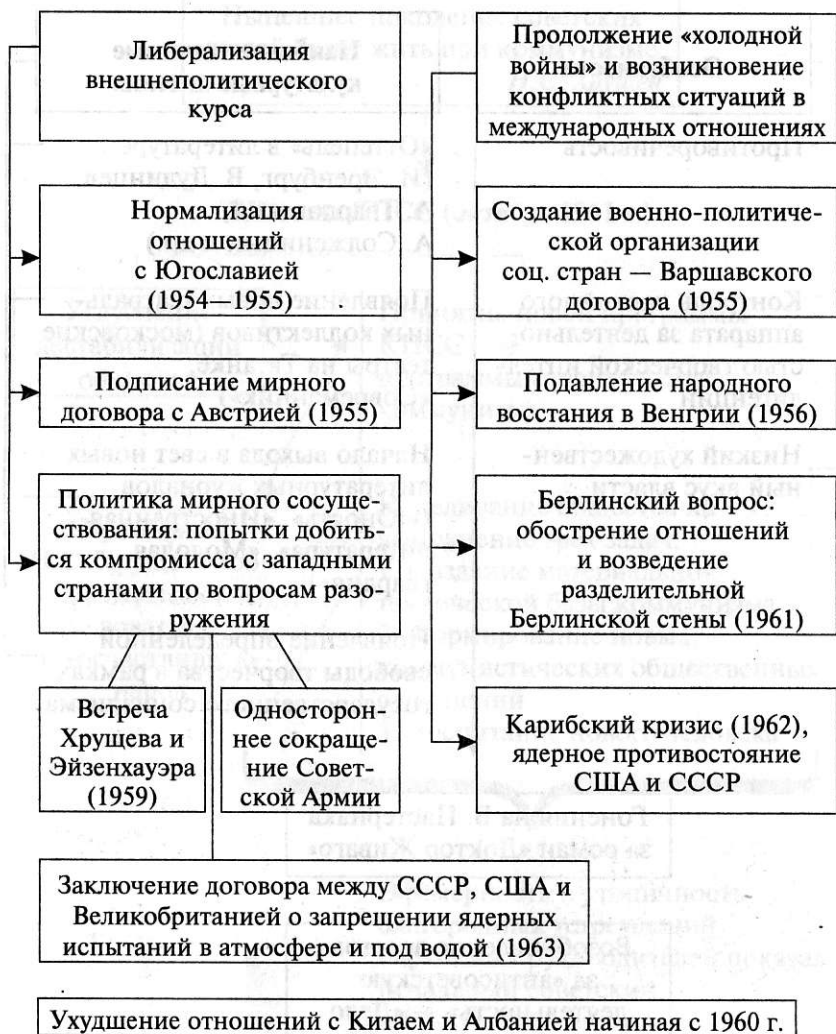 Либерализация
внешнеполитического
курса
Продолжение «холодной
войны» и возникновение
конфликтных ситуаций в
международных отношениях
Нормализация
отношений
с Югославией
(1954—1955)
Создание военно-политиче-
ской организации
соц. стран — Варшавского
договора (1955)
Подписание мирного
договора с Австрией (1955)
Подавление народного
восстания в Венгрии (1956)
Политика мирного сосуще-
ствования: попытки добить-
ся компромисса с западными
странами по вопросам разо-
ружения
Берлинский вопрос:
обострение отношений
и возведение
разделительной
Берлинской стены (1961)
Встреча
Хрущева и
Эйзенхауэра
(1959)
Односторон-
нее сокраще-
ние Совет-
ской Армии
Карибский кризис (1962),
ядерное противостояние
США и СССР
Заключение договора между СССР, США и
Великобританией о запрещении ядерных
испытаний в атмосфере и под водой (1963)
Ухудшение отношений с Китаем и Албанией начиная с 1960 г.